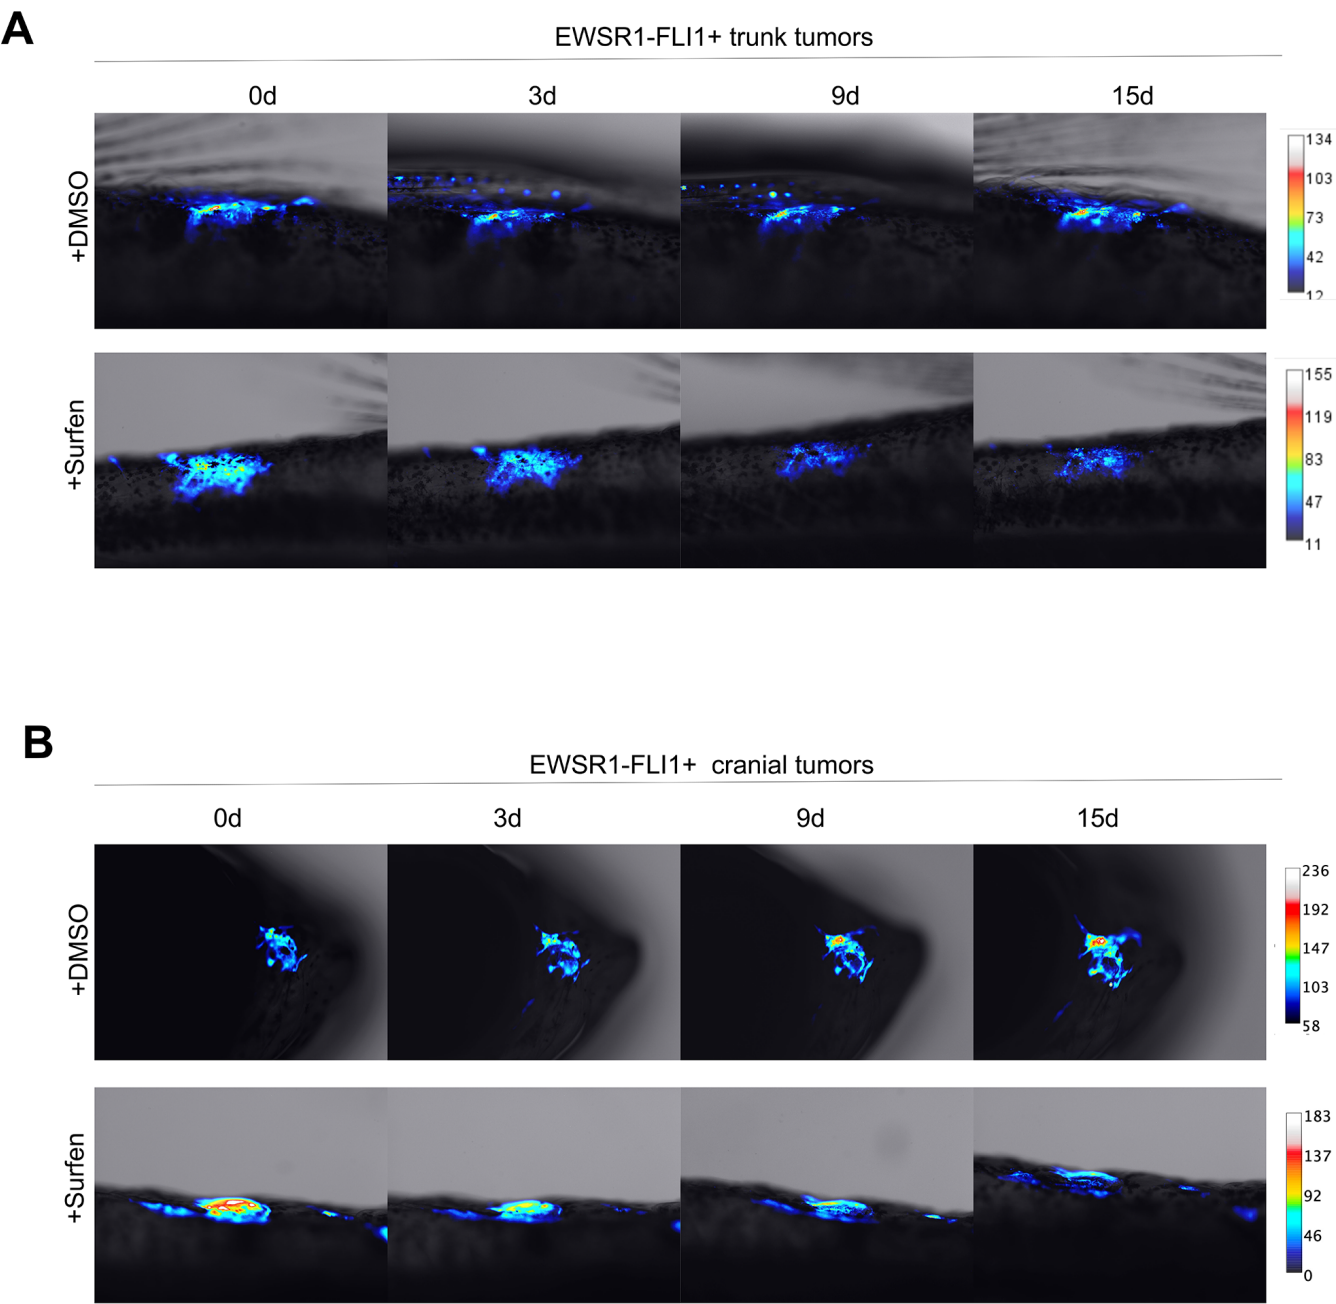 A
EWSR1-FLI1+ trunk tumors
0d 3d 9d 15d
+DMSO
134
103
73
42
12
+Surfen
155
119
83
47
11
B
EWSR1-FLI1+ cranial tumors
0d 3d 9d 15d
+DMSO
236
192
147
103
58
+Surfen
183
137
92
46
0